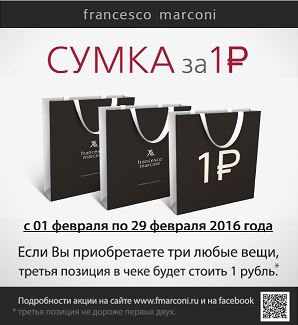 francesco marconi
СУМКА за 1₽
francesco
marconi
francesco
marconi
1₽
с 01 февраля по 29 февраля 2016 года
Если Вы приобретаете три любые вещи,
третья позиция в чеке будет стоить 1 рубль.*
Подробности акции на сайте www.fmarconi.ru и на facebook
* третья позиция не дороже первых двух.